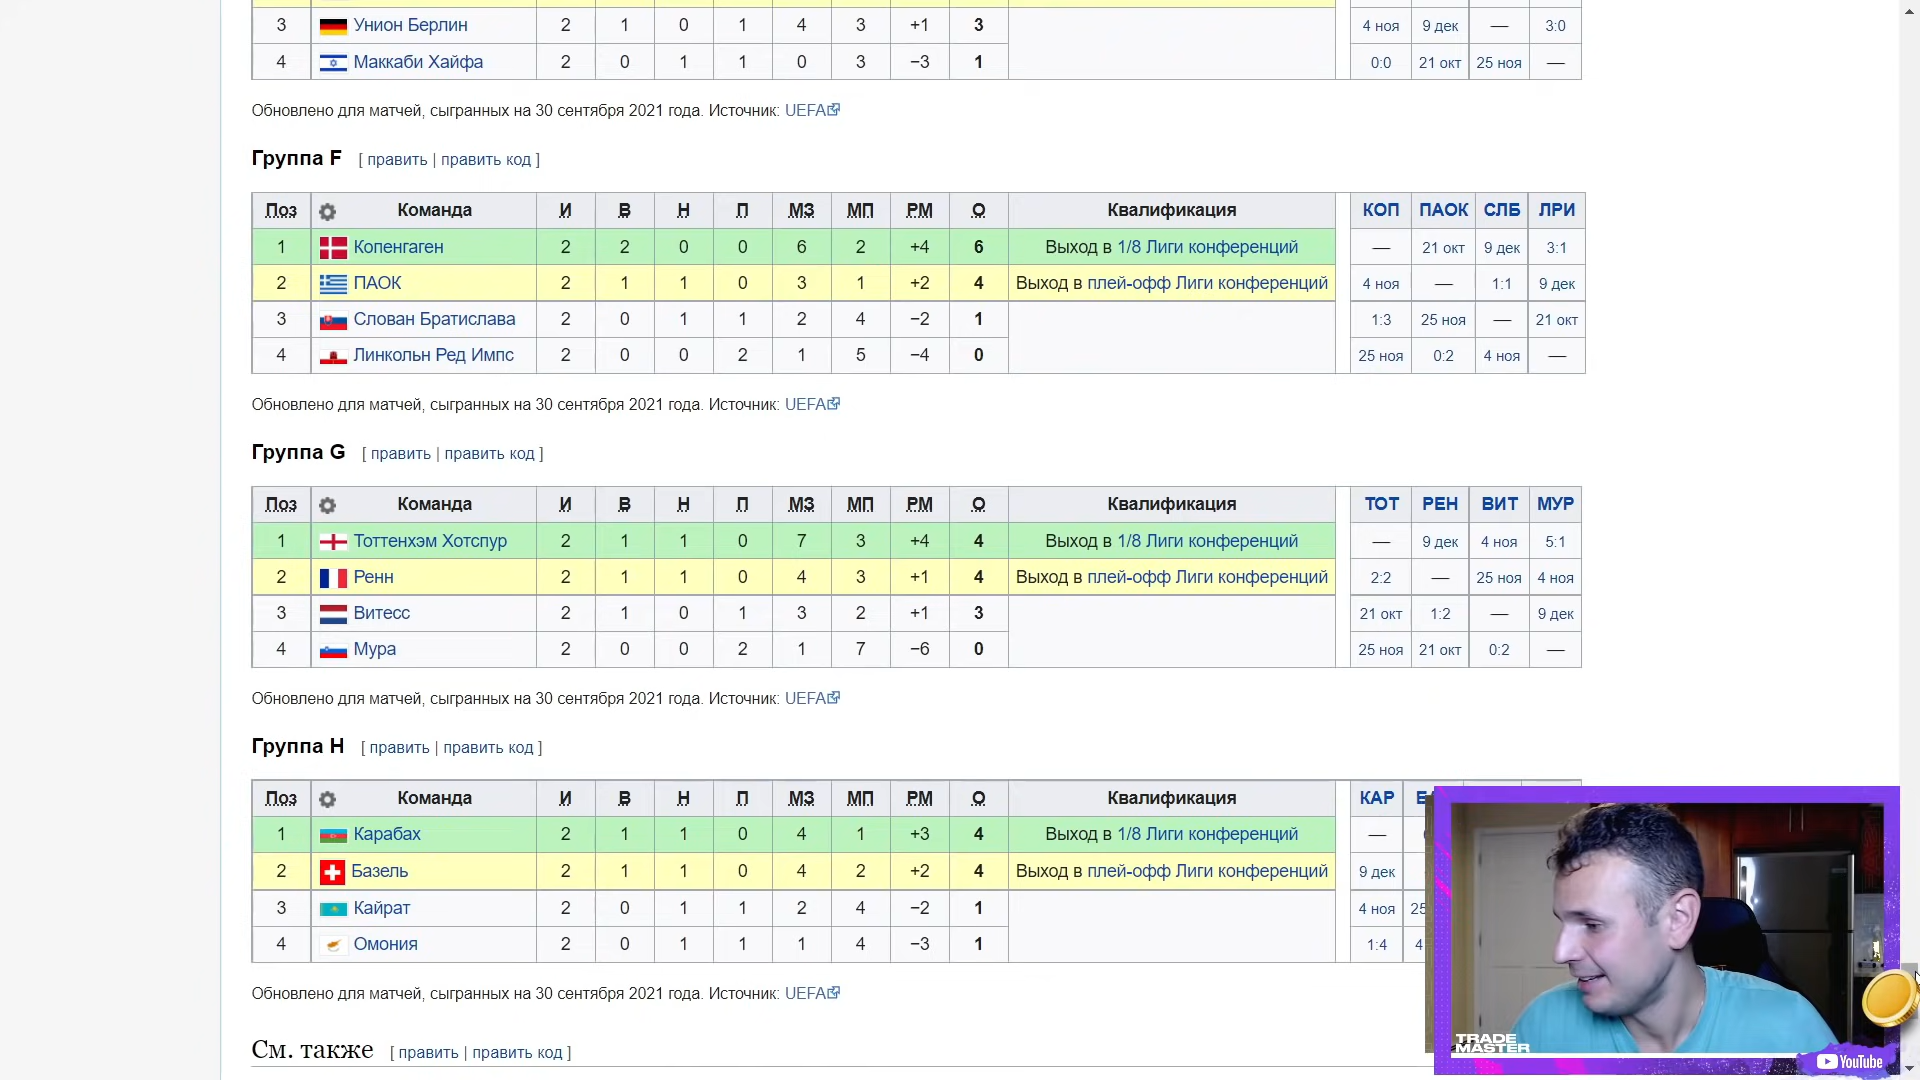 3 Унион Берлин 2 1 0 1 4 3 +1 3 4 ноя 9 дек — 3:0
4 Маккаби Хайфа 2 0 1 1 0 3 −3 1 0:0 21 окт 25 ноя —
Обновлено для матчей, сыгранных на 30 сентября 2021 года. Источник: UEFA
Группа F [ править | править код ]
Поз Команда И В Н П МЗ МП РМ О Квалификация КОП ПАОК СЛБ ЛРИ
1 Копенгаген 2 2 0 0 6 2 +4 6 Выход в 1/8 Лиги конференций — 21 окт 9 дек 3:1
2 ПАОК 2 1 1 0 3 1 +2 4 Выход в плей-офф Лиги конференций 4 ноя — 1:1 9 дек
3 Слован Братислава 2 0 1 1 2 4 −2 1 1:3 25 ноя — 21 окт
4 Линкольн Ред Импс 2 0 0 2 1 5 −4 0 25 ноя 0:2 4 ноя —
Обновлено для матчей, сыгранных на 30 сентября 2021 года. Источник: UEFA
Группа G [ править | править код ]
Поз Команда И В Н П МЗ МП РМ О Квалификация ТОТ РЕН ВИТ МУР
1 Тоттенхэм Хотспур 2 1 1 0 7 3 +4 4 Выход в 1/8 Лиги конференций — 9 дек 4 ноя 5:1
2 Ренн 2 1 1 0 4 3 +1 4 Выход в плей-офф Лиги конференций 2:2 — 25 ноя 4 ноя
3 Витесс 2 1 0 1 3 2 +1 3 21 окт 1:2 — 9 дек
4 Мура 2 0 0 2 1 7 −6 0 25 ноя 21 окт 0:2 —
Обновлено для матчей, сыгранных на 30 сентября 2021 года. Источник: UEFA
Группа H [ править | править код ]
Поз Команда И В Н П МЗ МП РМ О Квалификация КАР
1 Карабах 2 1 1 0 4 1 +3 4 Выход в 1/8 Лиги конференций —
2 Базель 2 1 1 0 4 2 +2 4 Выход в плей-офф Лиги конференций 9 дек
3 Кайрат 2 0 1 1 2 4 −2 1 4 ноя 25
4 Омония 2 0 1 1 1 4 −3 1 1:4 4
Обновлено для матчей, сыгранных на 30 сентября 2021 года. Источник: UEFA
См. также [ править | править код ]
TRADE
MASTER
YouTube